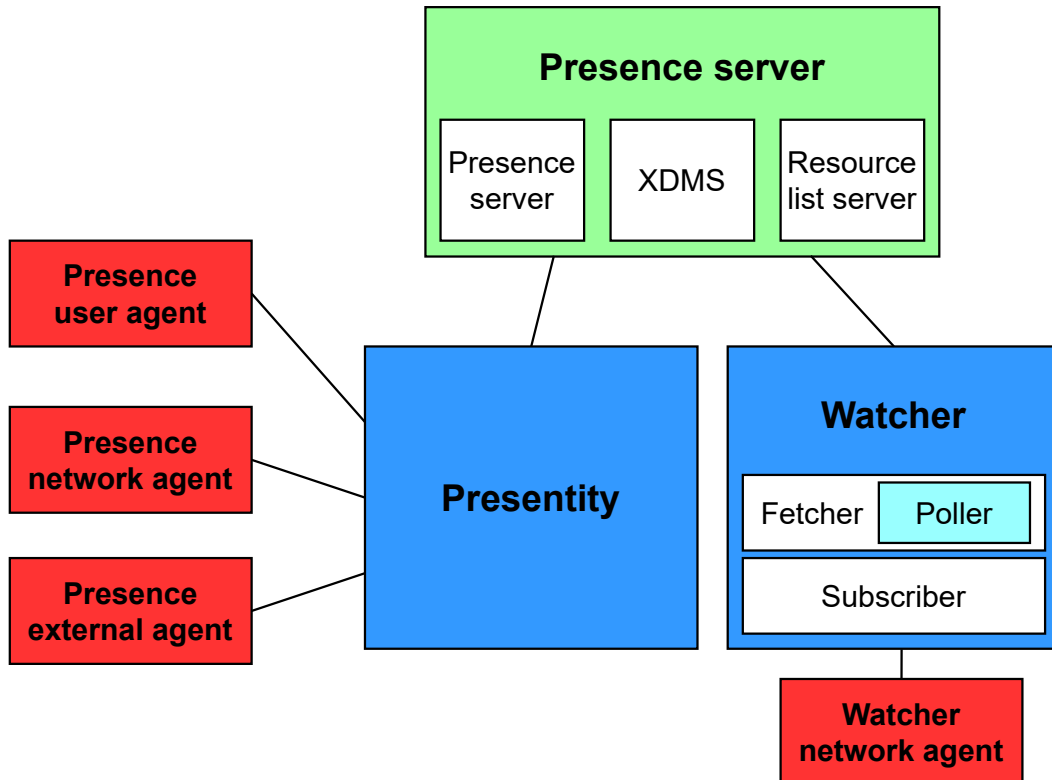 Presence server
Presence
server
XDMS
Resource
list server
Presence
user agent
Presence
network agent
Presence
external agent
Presentity
Watcher
Fetcher
Poller
Subscriber
Watcher
network agent